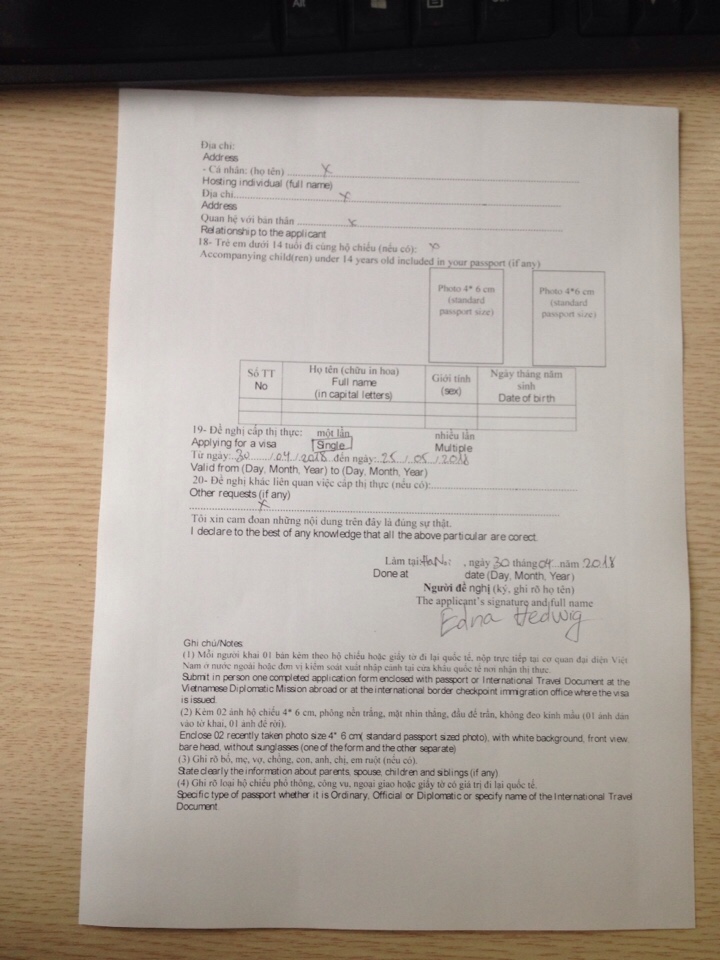 Địa chỉ:
Address
- Cá nhân: (họ tên) ........ x ........
Hosting individual (full name)
Địa chỉ........ x ........
Address
Quan hệ với bản thân ........ x ........
Relationship to the applicant
18- Trẻ em dưới 14 tuổi đi cùng hộ chiếu (nếu có): x
Accompanying child(ren) under 14 years old included in your passport (if any)
Photo 4* 6 cm
(standard
passport size)
Photo 4*6 cm
(standard
passport size)
Số TT
No
Họ tên (chữu in hoa)
Full name
(in capital letters)
Giới tính
(sex)
Ngày tháng năm
sinh
Date of birth
19- Đề nghị cấp thị thực: một lần nhiều lần
Applying for a visa Single Multiple
Từ ngày: 30 / 04 / 2018 đến ngày: 25 / 05 / 2018
Valid from (Day, Month, Year) to (Day, Month, Year)
20- Đề nghị khác liên quan việc cấp thị thực (nếu có):........
Other requests (if any)
........ x ........
Tôi xin cam đoan những nội dung trên đây là đúng sự thật.
I declare to the best of any knowledge that all the above particular are corect.
Làm tại: , ngày 30 tháng 04 năm 2018
Done at date (Day, Month, Year)
Người đề nghị (ký, ghi rõ họ tên)
The applicant's signature and full name
Edna Hedwig
Ghi chú/Notes
(1) Mỗi người khai 01 bản kèm theo hộ chiếu hoặc giấy tờ đi lại quốc tế, nộp trực tiếp tại cơ quan đại diện Việt
Nam ở nước ngoài hoặc đơn vị kiểm soát xuất nhập cảnh tại cửa khẩu quốc tế nơi nhận thị thực.
Submit in person one completed application form enclosed with passport or International Travel Document at the
Vietnamese Diplomatic Mission abroad or at the international border checkpoint immigration office where the visa
is issued.
(2) Kèm 02 ảnh hộ chiếu 4* 6 cm, phông nền trắng, mặt nhìn thẳng, đầu để trần, không đeo kính mầu (01 ảnh dán
vào tờ khai, 01 ảnh để rời).
Enclose 02 recently taken photo size 4* 6 cm( standard passport sized photo), with white background, front view,
bare head, without sunglasses (one of the form and the other separate)
(3) Ghi rõ bố, mẹ, vợ, chồng, con, anh, chị, em ruột (nếu có).
State clearly the information about parents, spouse, children and siblings (if any)
(4) Ghi rõ loại hộ chiếu phổ thông, công vụ, ngoại giao hoặc giấy tờ có giá trị đi lại quốc tế.
Specific type of passport whether it is Ordinary, Official or Diplomatic or specify name of the International Travel
Document.